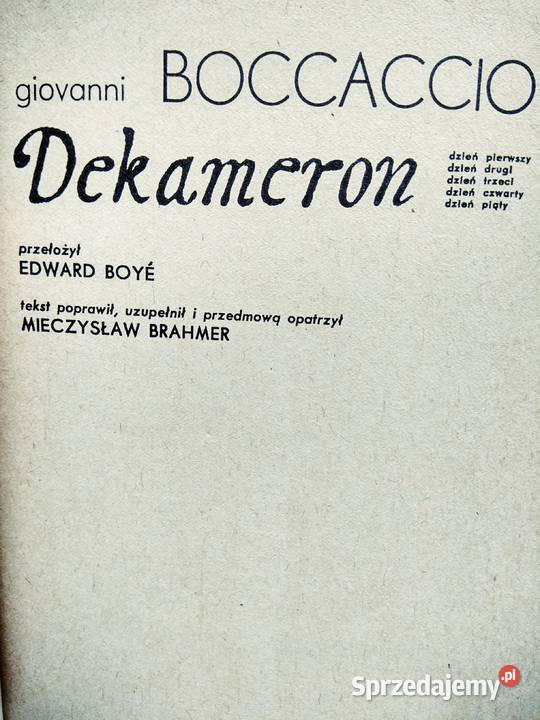 giovanni BOCCACCIO
Dekameron
dzień pierwszy
dzień drugi
dzień trzeci
dzień czwarty
dzień piąty
przełożył
EDWARD BOYÉ
tekst poprawił, uzupełnił i przedmową opatrzył
MIECZYSŁAW BRAHMER
Sprzedajemy.pl